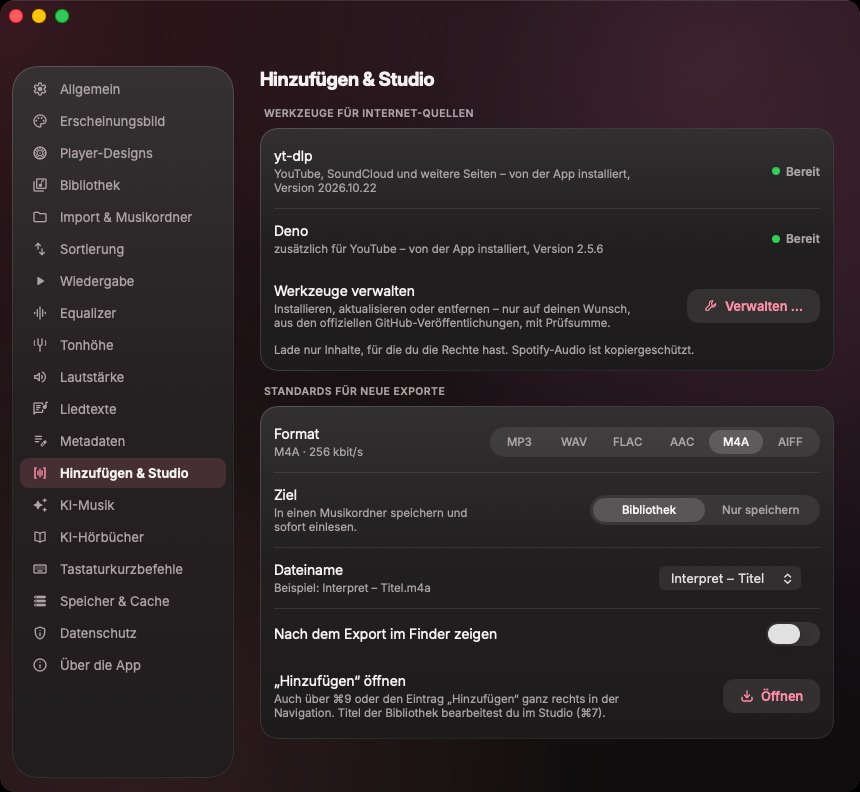 Allgemein
Erscheinungsbild
Player-Designs
Bibliothek
Import & Musikordner
Sortierung
Wiedergabe
Equalizer
Tonhöhe
Lautstärke
Liedtexte
Metadaten
Hinzufügen & Studio
KI-Musik
KI-Hörbücher
Tastaturkurzbefehle
Speicher & Cache
Datenschutz
Über die App
Hinzufügen & Studio
WERKZEUGE FÜR INTERNET-QUELLEN
yt-dlp
YouTube, SoundCloud und weitere Seiten – von der App installiert,
Version 2026.10.22
Bereit
Deno
zusätzlich für YouTube – von der App installiert, Version 2.5.6
Bereit
Werkzeuge verwalten
Installieren, aktualisieren oder entfernen – nur auf deinen Wunsch,
aus den offiziellen GitHub-Veröffentlichungen, mit Prüfsumme.
Verwalten ...
Lade nur Inhalte, für die du die Rechte hast. Spotify-Audio ist kopiergeschützt.
STANDARDS FÜR NEUE EXPORTE
Format
M4A · 256 kbit/s
MP3 WAV FLAC AAC M4A AIFF
Ziel
In einen Musikordner speichern und
sofort einlesen.
Bibliothek Nur speichern
Dateiname
Beispiel: Interpret – Titel.m4a
Interpret – Titel
Nach dem Export im Finder zeigen
„Hinzufügen“ öffnen
Auch über ⌘9 oder den Eintrag „Hinzufügen“ ganz rechts in der
Navigation. Titel der Bibliothek bearbeitest du im Studio (⌘7).
Öffnen